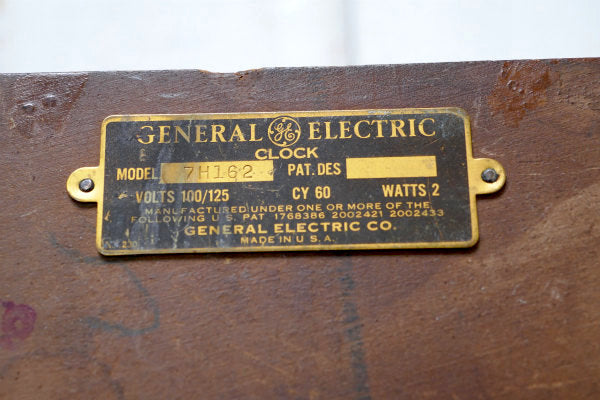 GENERAL GE ELECTRIC
CLOCK
MODEL 7H162 PAT. DES
VOLTS 100/125 CY 60 WATTS 2
MANUFACTURED UNDER ONE OR MORE OF THE
FOLLOWING U.S. PAT 1768386 2002421 2002433
GENERAL ELECTRIC CO.
MADE IN U.S.A.